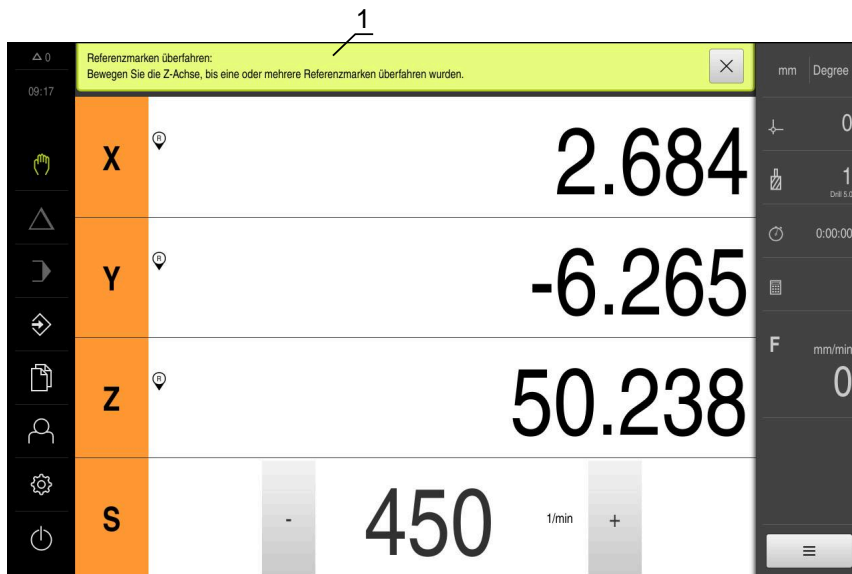 1
0
09:17
Referenzmarken überfahren:
Bewegen Sie die Z-Achse, bis eine oder mehrere Referenzmarken überfahren wurden.
mm Degree
X R 2.684
Y R -6.265
Z R 50.238
S - 450 1/min +
0
1
Drill 5.0
0:00:00
F mm/min
0